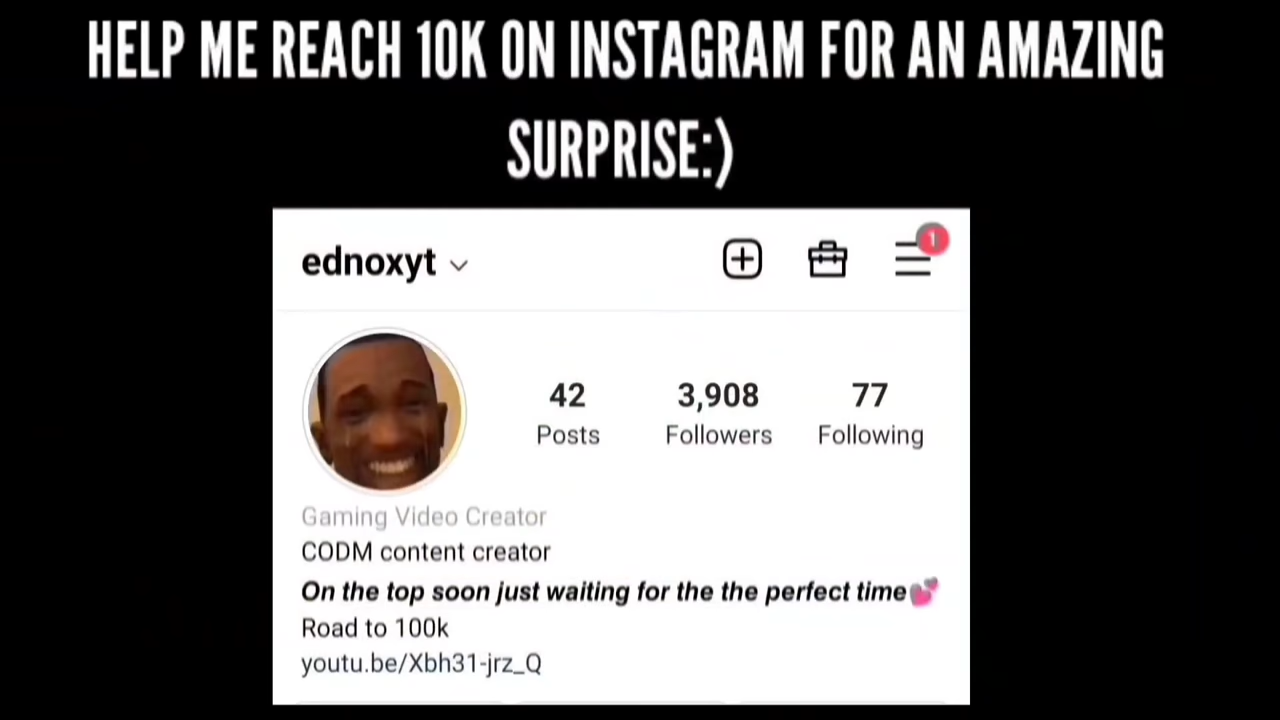 HELP ME REACH 10K ON INSTAGRAM FOR AN AMAZING
SURPRISE:)
ednoxyt
1
42 3,908 77
Posts Followers Following
Gaming Video Creator
CODM content creator
On the top soon just waiting for the the perfect time💕
Road to 100k
youtu.be/Xbh31-jrz_Q